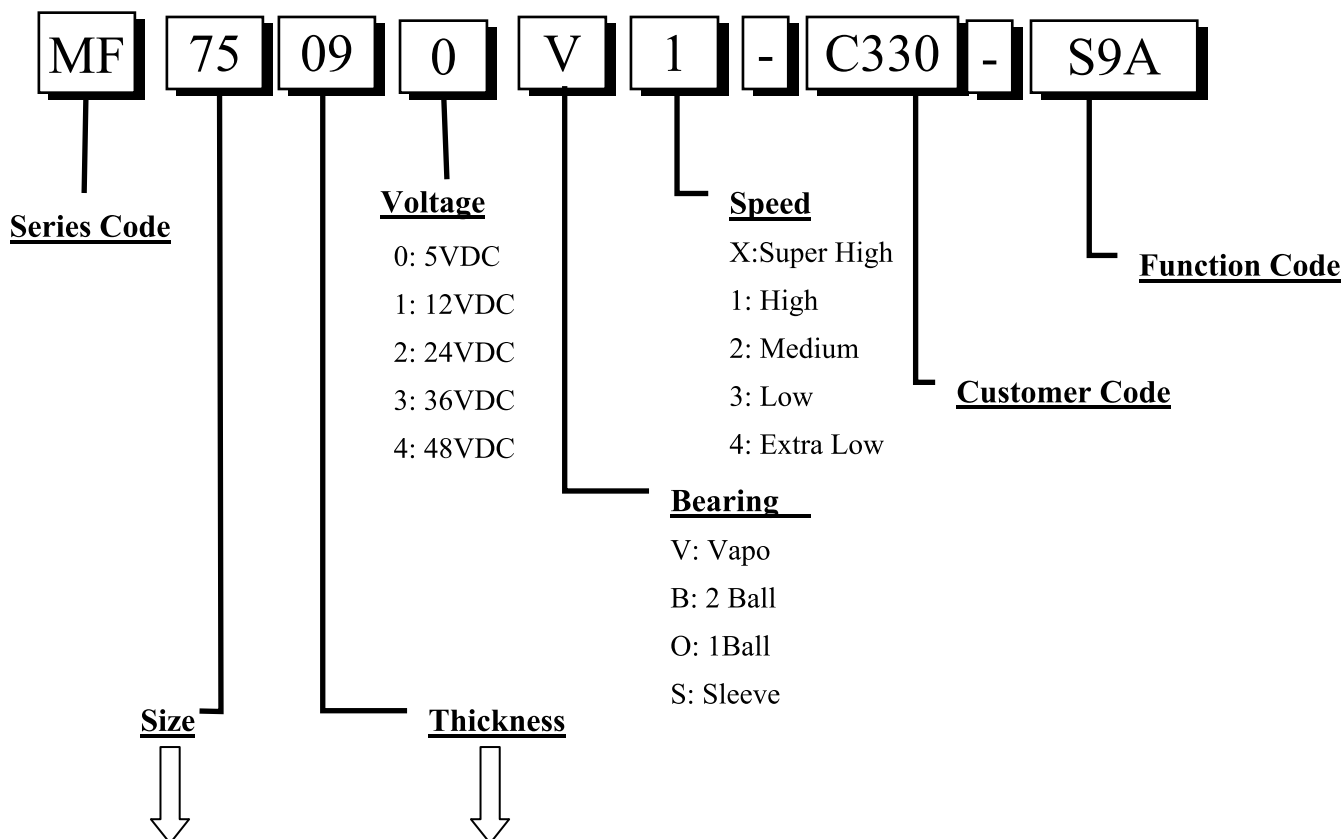 MF 75 09 0 V 1 - C330 - S9A
Series Code
Voltage
0: 5VDC
1: 12VDC
2: 24VDC
3: 36VDC
4: 48VDC
Speed
X:Super High
1: High
2: Medium
3: Low
4: Extra Low
Function Code
Customer Code
Bearing
V: Vapo
B: 2 Ball
O: 1Ball
S: Sleeve
Size
Thickness